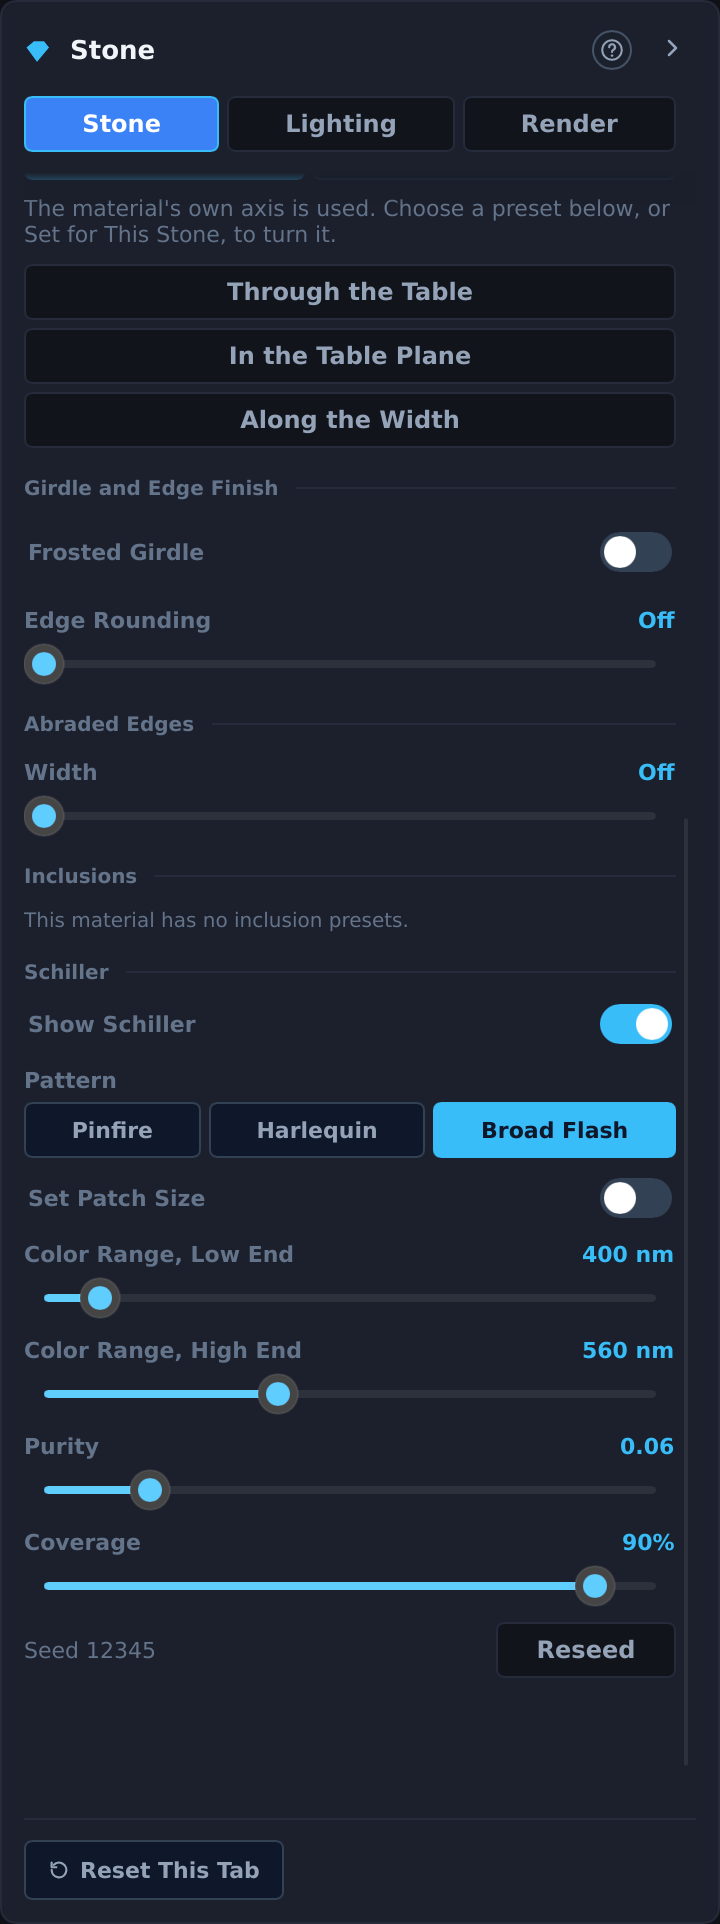 Stone
Stone
Lighting
Render
The material's own axis is used. Choose a preset below, or
Set for This Stone, to turn it.
Through the Table
In the Table Plane
Along the Width
Girdle and Edge Finish
Frosted Girdle
Edge Rounding
Off
Abraded Edges
Width
Off
Inclusions
This material has no inclusion presets.
Schiller
Show Schiller
Pattern
Pinfire
Harlequin
Broad Flash
Set Patch Size
Color Range, Low End
400 nm
Color Range, High End
560 nm
Purity
0.06
Coverage
90%
Seed 12345
Reseed
Reset This Tab